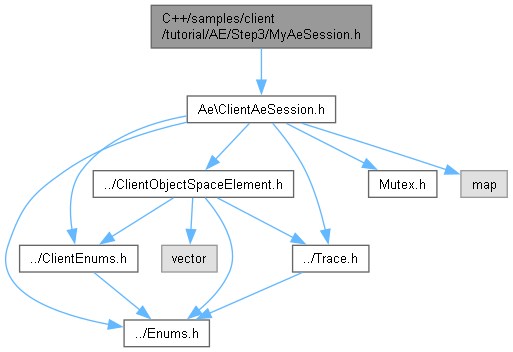 C++/samples/client
/tutorial/AE/Step3/MyAeSession.h
Ae\ClientAeSession.h
../ClientObjectSpaceElement.h
Mutex.h
map
../ClientEnums.h
vector
../Trace.h
../Enums.h